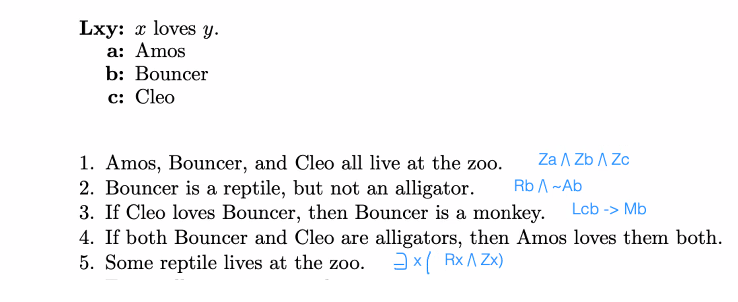 Lxy: x loves y.
a: Amos
b: Bouncer
c: Cleo
1. Amos, Bouncer, and Cleo all live at the zoo. Za /\ Zb /\ Zc
2. Bouncer is a reptile, but not an alligator. Rb /\ ~Ab
3. If Cleo loves Bouncer, then Bouncer is a monkey. Lcb -> Mb
4. If both Bouncer and Cleo are alligators, then Amos loves them both.
5. Some reptile lives at the zoo. ∃ x ( Rx /\ Zx)